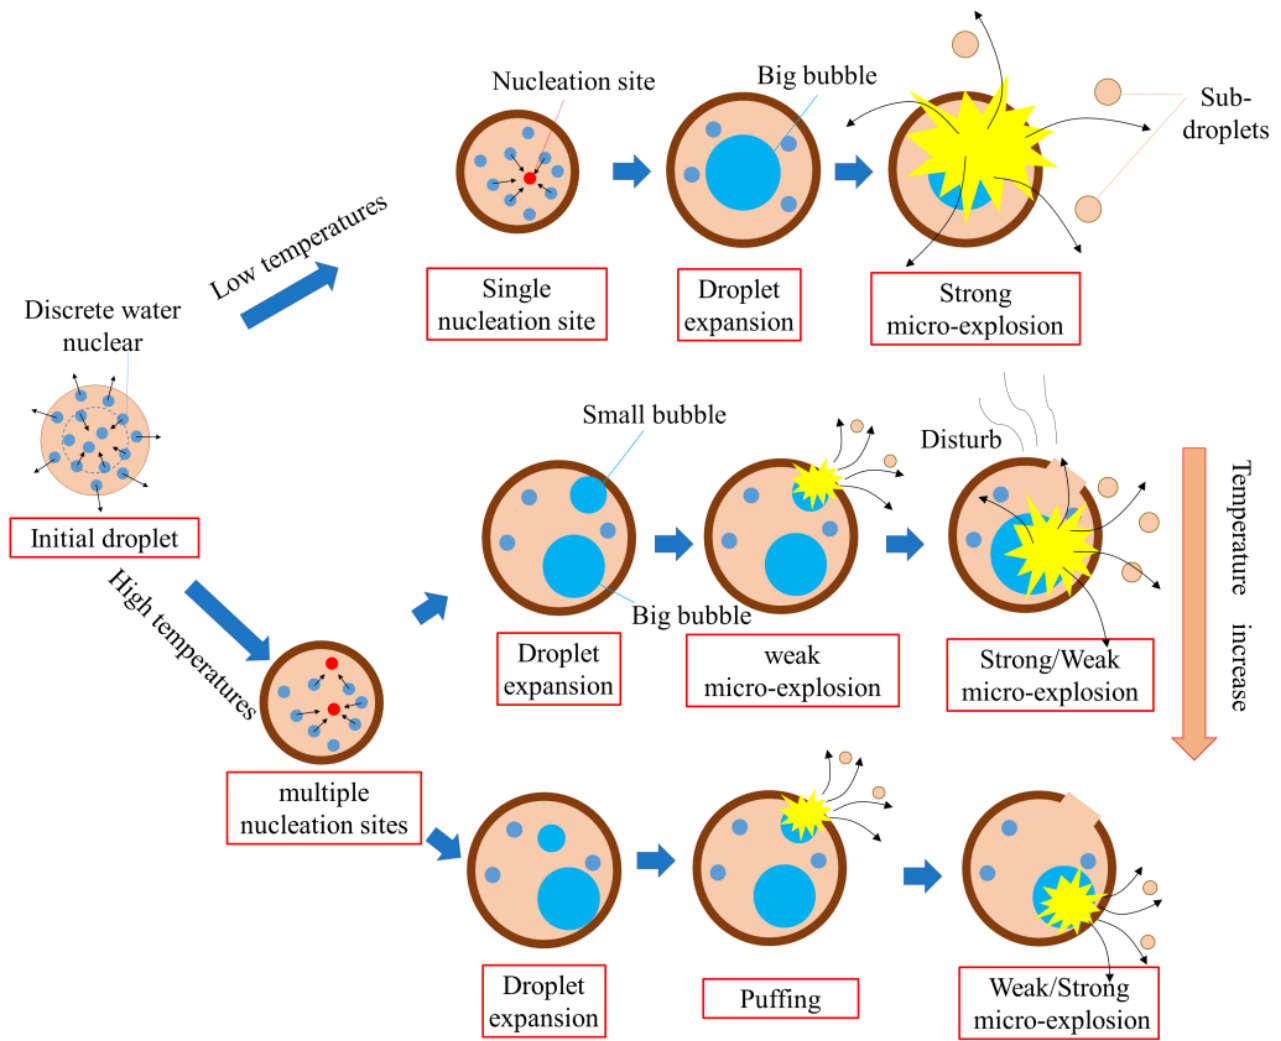 Nucleation site
Big bubble
Sub-
droplets
Low temperatures
Single
nucleation site
Droplet
expansion
Strong
micro-explosion
Discrete water
nuclear
Initial droplet
High temperatures
multiple
nucleation sites
Small bubble
Big bubble
Disturb
Droplet
expansion
weak
micro-explosion
Strong/Weak
micro-explosion
Temperature increase
Droplet
expansion
Puffing
Weak/Strong
micro-explosion